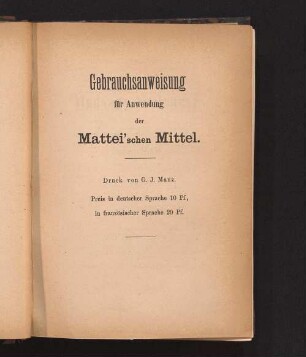 Gebrauchsanweisung
für Anwendung
der
Mattei'schen Mittel.
Druck von G. J. Manz.
Preis in deutscher Sprache 10 Pf,
in französischer Sprache 20 Pf.